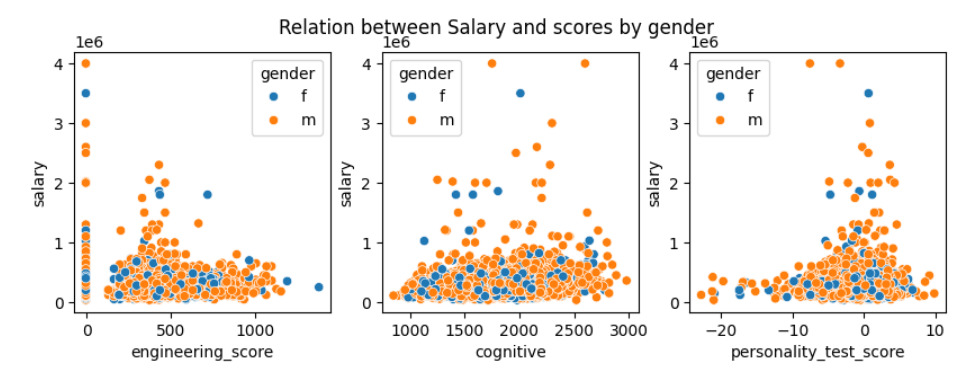 Relation between Salary and scores by gender
1e6
4
3
2
1
0
salary
gender
f
m
0
500
1000
engineering_score
1e6
4
3
2
1
0
salary
gender
f
m
1000
1500
2000
2500
3000
cognitive
1e6
4
3
2
1
0
salary
gender
f
m
−20
−10
0
10
personality_test_score